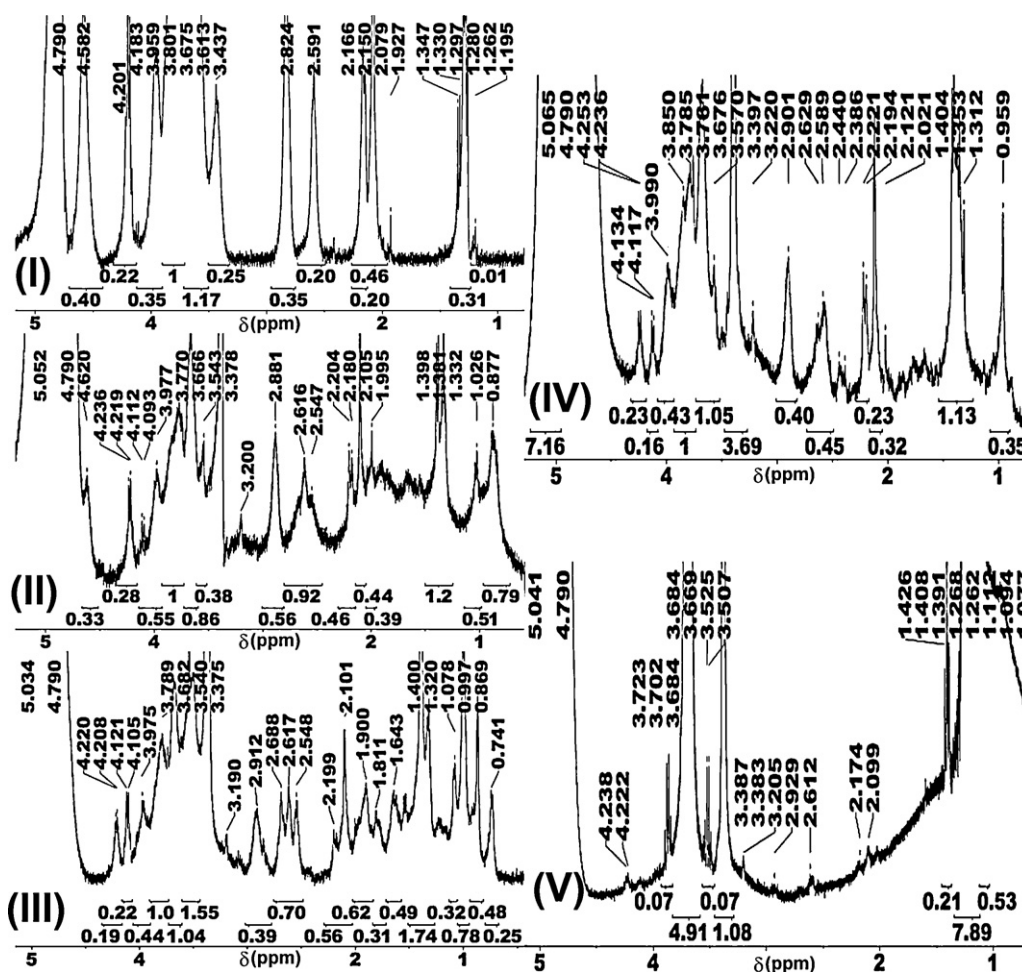 4.790 4.582 4.201 4.183 3.959 3.801 3.675 3.613 3.437 2.824 2.591 2.166 2.150 2.079 1.927 1.347 1.330 1.297 1.280 1.262 1.195
(I)
0.22 1 0.25 0.20 0.46 0.01
0.40 0.35 1.17 0.35 0.20 0.31
5 4 δ(ppm) 2 1
5.052 4.790 4.620 4.236 4.219 4.112 4.093 3.977 3.770 3.666 3.543 3.378 3.200 2.881 2.616 2.547 2.204 2.180 2.105 1.995 1.398 1.381 1.332 1.026 0.877
(II)
0.28 1 0.38 0.92 0.44 1.2 0.79
0.33 0.55 0.86 0.56 0.46 0.39 0.51
5 4 δ(ppm) 2 1
5.034 4.790 4.220 4.208 4.121 4.105 3.975 3.789 3.682 3.540 3.375 3.190 2.912 2.688 2.617 2.548 2.199 2.101 1.900 1.811 1.643 1.400 1.320 1.078 0.997 0.869 0.741
(III)
0.22 1.0 1.55 0.70 0.62 0.49 0.32 0.48
0.19 0.44 1.04 0.39 0.56 0.31 1.74 0.78 0.25
5 4 δ(ppm) 2 1
5.065 4.790 4.253 4.236 4.134 4.117 3.990 3.850 3.785 3.676 3.570 3.397 3.220 2.901 2.629 2.589 2.440 2.386 2.221 2.194 2.121 2.021 1.404 1.353 1.312 0.959
(IV)
0.23 0.43 1.05 0.40 0.23 1.13
7.16 0.16 1 3.69 0.45 0.32 0.35
5 4 δ(ppm) 2 1
5.041 4.790 4.238 4.222 3.723 3.702 3.684 3.684 3.669 3.525 3.507 3.387 3.383 3.205 2.929 2.612 2.174 2.099 1.426 1.408 1.391 1.268 1.262 1.112 1.094
(V)
0.07 0.07 0.21 0.53
4.91 1.08 7.89
5 4 δ(ppm) 2 1